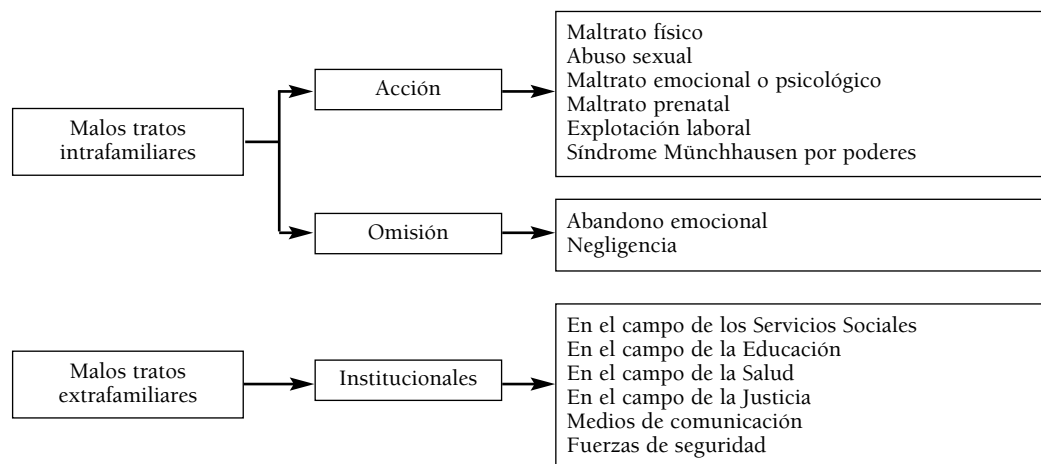 Malos tratos
intrafamiliares
Acción
Maltrato físico
Abuso sexual
Maltrato emocional o psicológico
Maltrato prenatal
Explotación laboral
Síndrome Münchhausen por poderes
Omisión
Abandono emocional
Negligencia
Malos tratos
extrafamiliares
Institucionales
En el campo de los Servicios Sociales
En el campo de la Educación
En el campo de la Salud
En el campo de la Justicia
Medios de comunicación
Fuerzas de seguridad